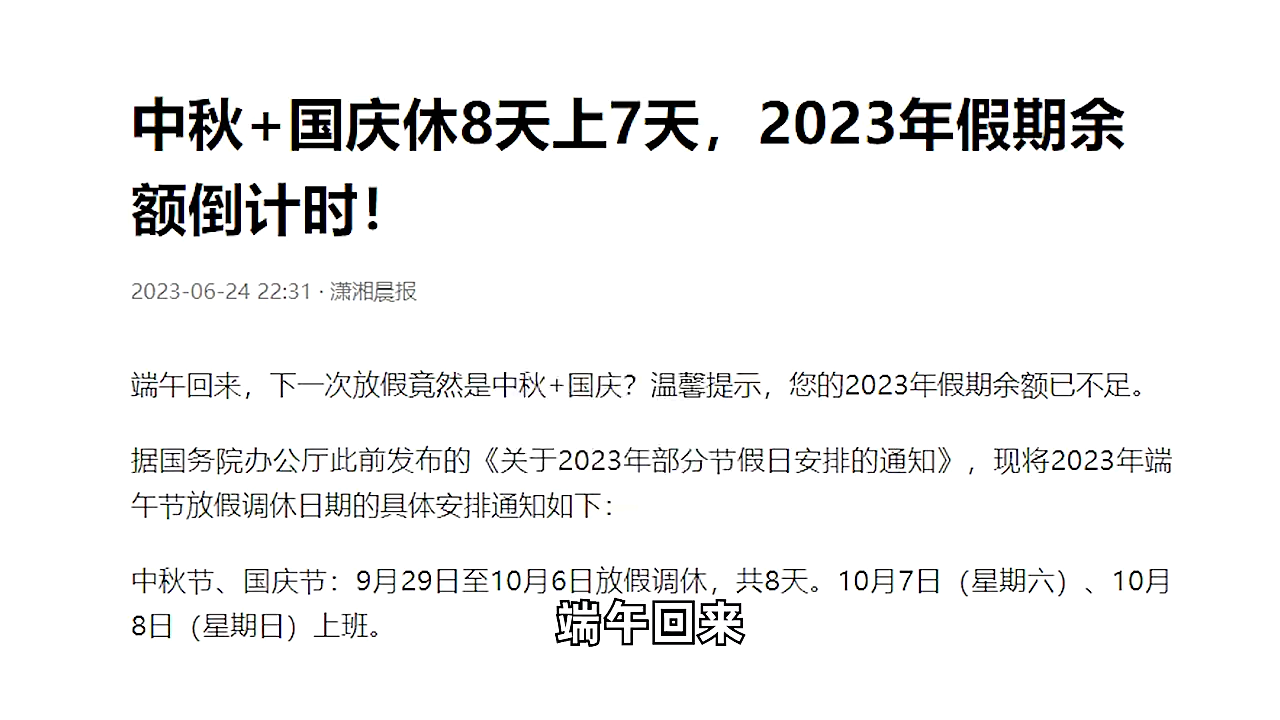 中秋+国庆休8天上7天，2023年假期余
额倒计时！
2023-06-24 22:31 · 潇湘晨报
端午回来，下一次放假竟然是中秋+国庆？温馨提示，您的2023年假期余额已不足。
据国务院办公厅此前发布的《关于2023年部分节假日安排的通知》，现将2023年端
午节放假调休日期的具体安排通知如下：
中秋节、国庆节：9月29日至10月6日放假调休，共8天。10月7日（星期六）、10月
8日（星期日）上班。
端午回来